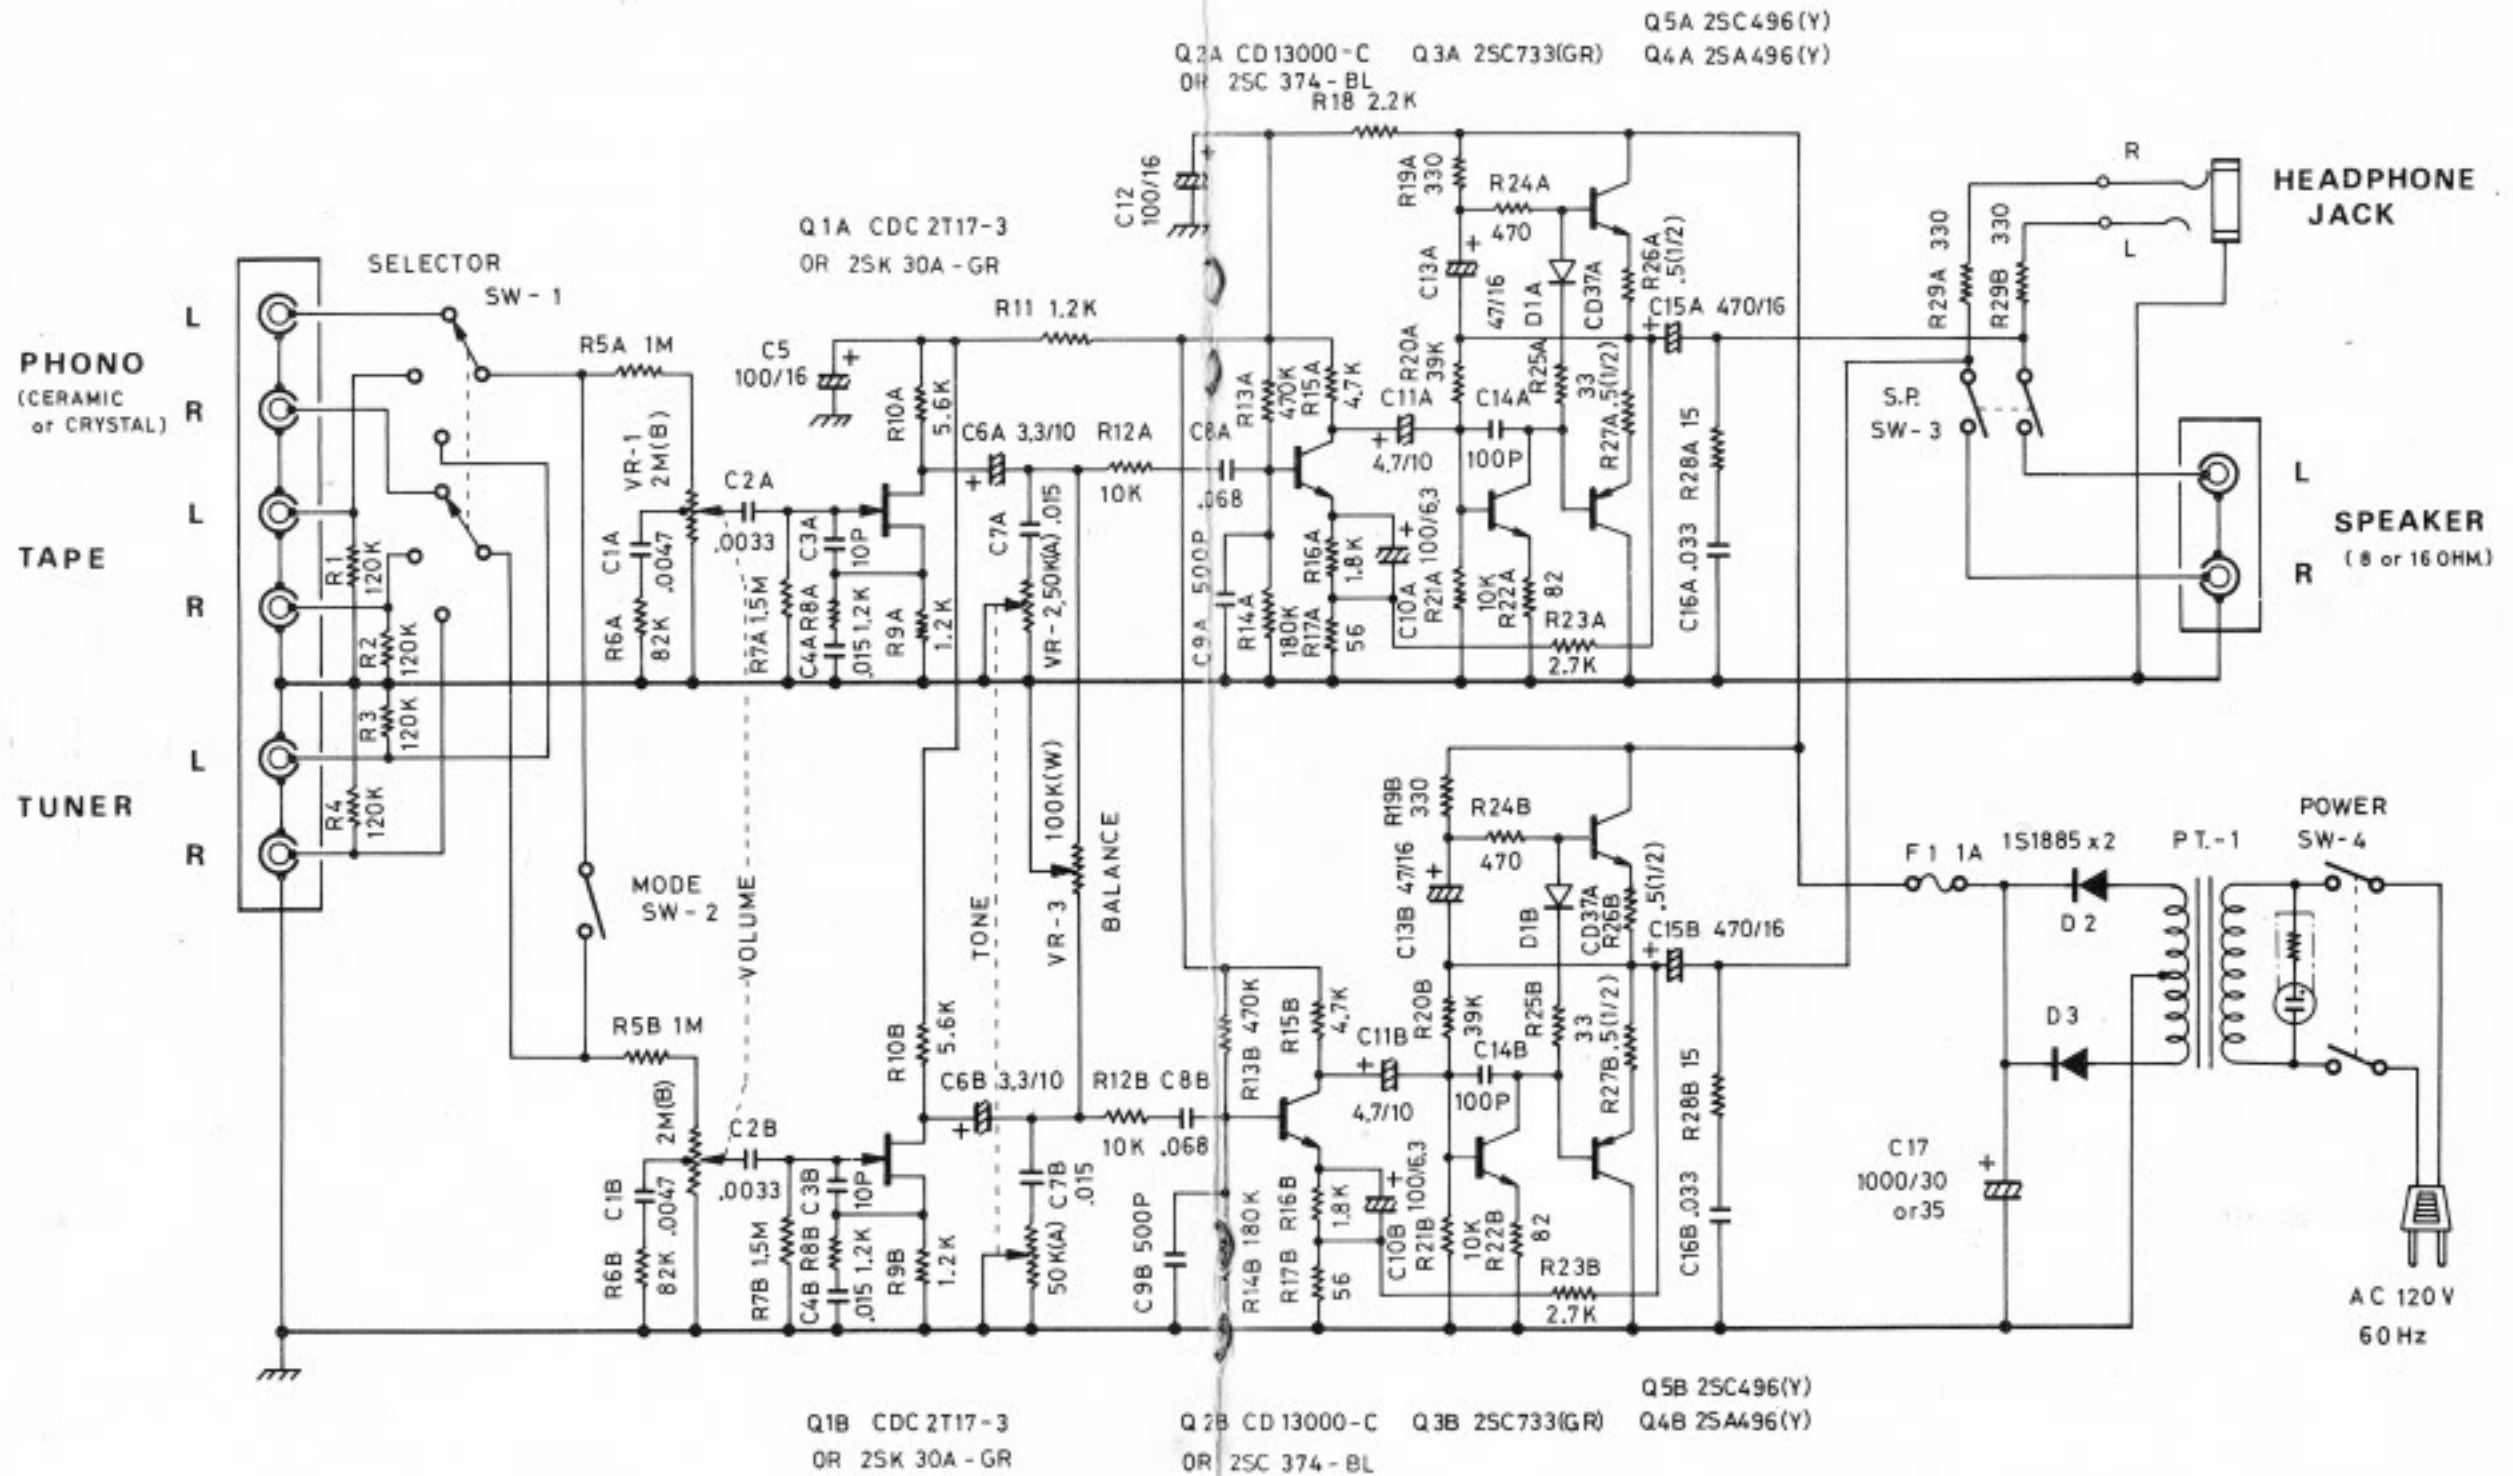 Q5A 2SC496(Y)
Q2A CD13000-C Q3A 2SC733(GR) Q4A 2SA496(Y)
OR 2SC 374-BL
R18 2.2K
C12 100/16
R19A 330
R24A
470
C13A 47/16
D1A CD37A
R26A .5(1/2)
C15A 470/16
R
L
HEADPHONE
JACK
R29A 330
R29B 330
Q1A CDC2T17-3
OR 2SK 30A-GR
SELECTOR
SW-1
L
PHONO
(CERAMIC
or CRYSTAL)
R
L
TAPE
R
L
TUNER
R
R1 120K
R2 120K
R3 120K
R4 120K
R5A 1M
VR-1 2M(B)
C1A .0047
R6A 82K
C2A
.0033
R7A 1.5M
C3A 10P
C4A R8A
.015 1.2K
C5
100/16
R11 1.2K
R10A 5.6K
R9A 1.2K
C6A 3.3/10
C7A .015
VR-2,50K(A)
R12A
10K
C8A
.068
R13A 470K
R15A 4.7K
C9A 500P
R14A 180K
R16A 1.8K
R17A 56
C10A 100/6.3
C11A
4.7/10
R20A 39K
C14A
100P
R25A 33
R27A .5(1/2)
R21A 10K
R22A 82
R23A
2.7K
R28A 15
C16A .033
S.P.
SW-3
L
SPEAKER
(8 or 16 OHM.)
R
MODE
SW-2
VOLUME
TONE
VR-3 100K(W)
BALANCE
R5B 1M
2M(B)
C1B .0047
R6B 82K
C2B
.0033
R7B 1.5M
C3B 10P
C4B R8B
.015 1.2K
R10B 5.6K
R9B 1.2K
C6B 3.3/10
C7B .015
50K(A)
R12B C8B
10K .068
C9B 500P
R13B 470K
R14B 180K
R15B 4.7K
R16B 1.8K
R17B 56
C10B 100/6.3
C11B
4.7/10
R19B 330
R24B
470
C13B 47/16
D1B CD37A
R26B .5(1/2)
C15B 470/16
R20B 39K
C14B
100P
R25B 33
R27B .5(1/2)
R21B 10K
R22B 82
R23B
2.7K
R28B 15
C16B .033
F1 1A
1S1885x2
D2
D3
P.T.-1
POWER
SW-4
C17
1000/30
or35
AC 120V
60Hz
Q5B 2SC496(Y)
Q1B CDC2T17-3 Q2B CD13000-C Q3B 2SC733(GR) Q4B 2SA496(Y)
OR 2SK 30A-GR OR 2SC 374-BL